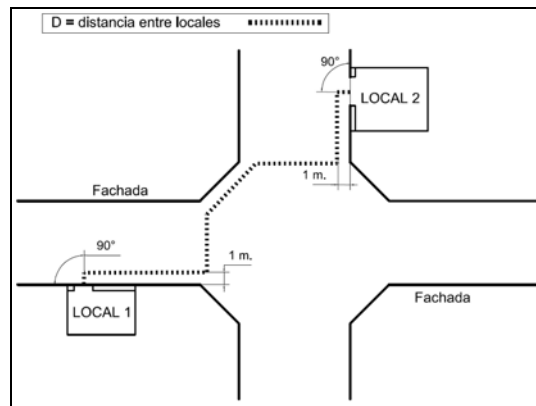 D = distancia entre locales
90°
LOCAL 2
1 m.
Fachada
90°
1 m.
LOCAL 1
Fachada